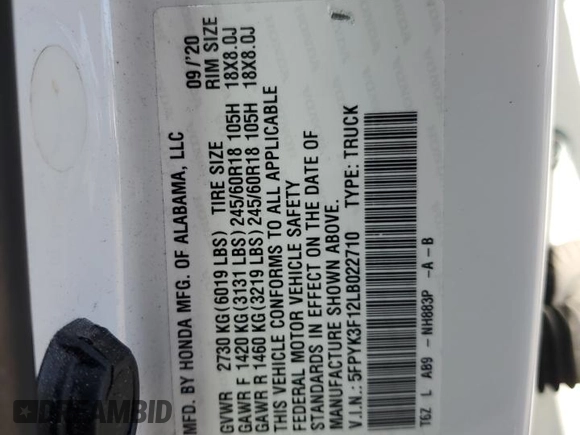 MFD. BY HONDA MFG. OF ALABAMA, LLC 09/'20
GVWR 2730 KG (6019 LBS) TIRE SIZE RIM SIZE
GAWR F 1420 KG (3131 LBS) 245/60R18 105H 18X8.0J
GAWR R 1460 KG (3219 LBS) 245/60R18 105H 18X8.0J
THIS VEHICLE CONFORMS TO ALL APPLICABLE
FEDERAL MOTOR VEHICLE SAFETY
STANDARDS IN EFFECT ON THE DATE OF
MANUFACTURE SHOWN ABOVE.
V.I.N.: 5FPYK3F12LB022710 TYPE: TRUCK
T6Z L AB9 - NH883P -A-B
AUTOBIDCAR